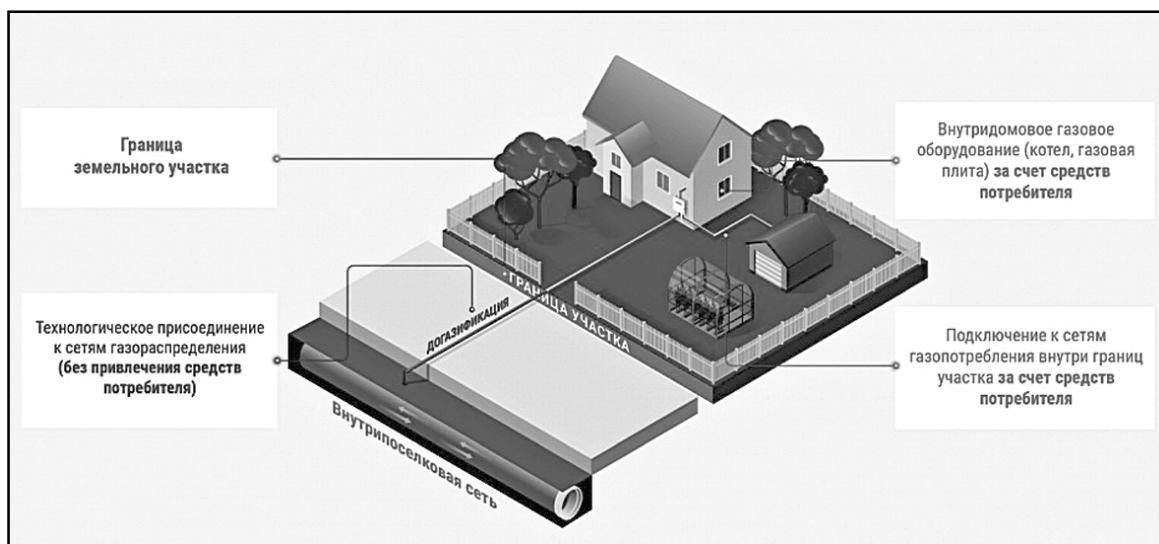 Граница
земельного участка
Внутридомовое газовое
оборудование (котел, газовая
плита) за счет средств
потребителя
Технологическое присоединение
к сетям газораспределения
(без привлечения средств
потребителя)
Подключение к сетям
газопотребления внутри границ
участка за счет средств
потребителя
ГРАНИЦА УЧАСТКА
ДОГАЗИФИКАЦИЯ
Внутрипоселковая сеть